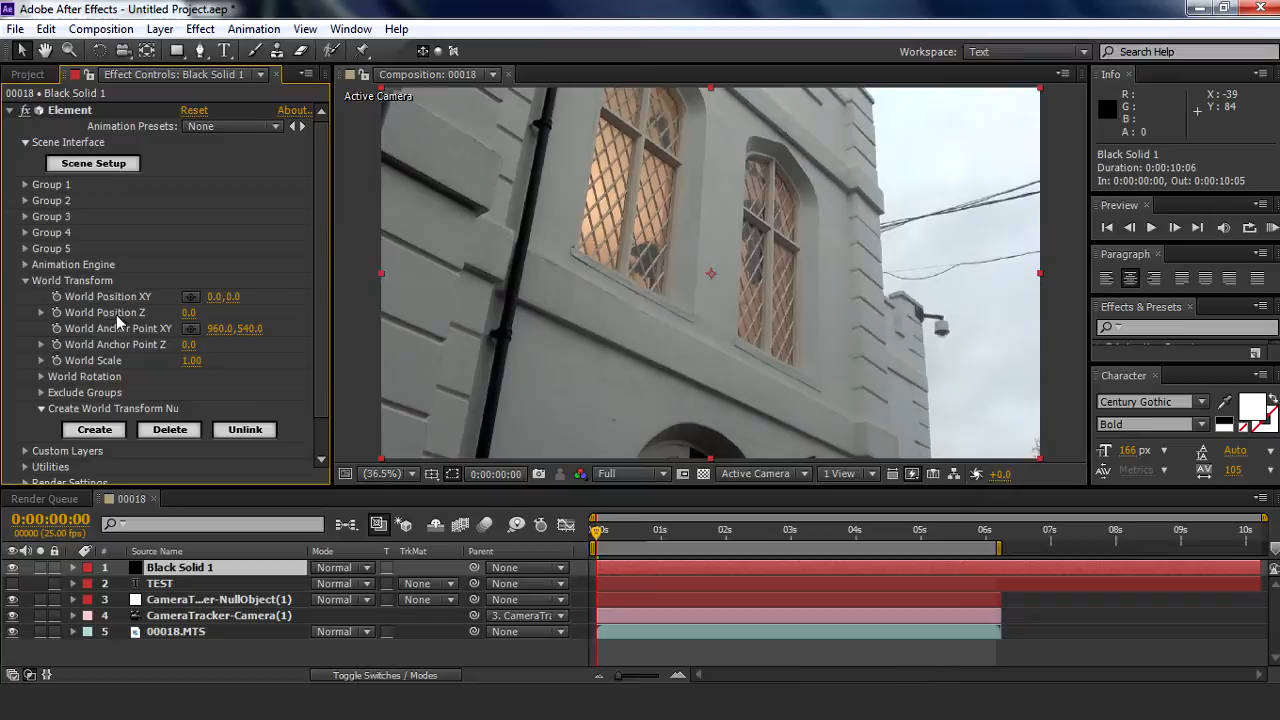 Adobe After Effects - Untitled Project.aep *
File Edit Composition Layer Effect Animation View Window Help
Workspace: Text Search Help
Project Effect Controls: Black Solid 1 Composition: 00018 Info
00018 • Black Solid 1
Active Camera
fx Element Reset About..
Animation Presets: None
Scene Interface
Scene Setup
Group 1
Group 2
Group 3
Group 4
Group 5
Animation Engine
World Transform
World Position XY 0.0,0.0
World Position Z 0.0
World Anchor Point XY 960.0,540.0
World Anchor Point Z 0.0
World Scale 1.00
World Rotation
Exclude Groups
Create World Transform Nu
Create Delete Unlink
Custom Layers
Utilities
Render Settings
R :
G :
B :
A : 0
X : -39
Y : 84
Black Solid 1
Duration: 0:00:10:06
In: 0:00:00:00, Out: 0:00:10:05
Preview
Paragraph
Effects & Presets
Character
Century Gothic
Bold
166 px Auto
Metrics 105
(36.5%) 0:00:00:00 Full Active Camera 1 View +0.0
Render Queue 00018
0:00:00:00
00000 (25.00 fps)
# Source Name Mode T TrkMat Parent
00s 01s 02s 03s 04s 05s 06s 07s 08s 09s 10s
1 Black Solid 1 Normal None
2 TEST Normal None None
3 CameraT...er-NullObject(1) Normal None None
4 CameraTracker-Camera(1) 3. CameraTra
5 00018.MTS Normal None
Toggle Switches / Modes